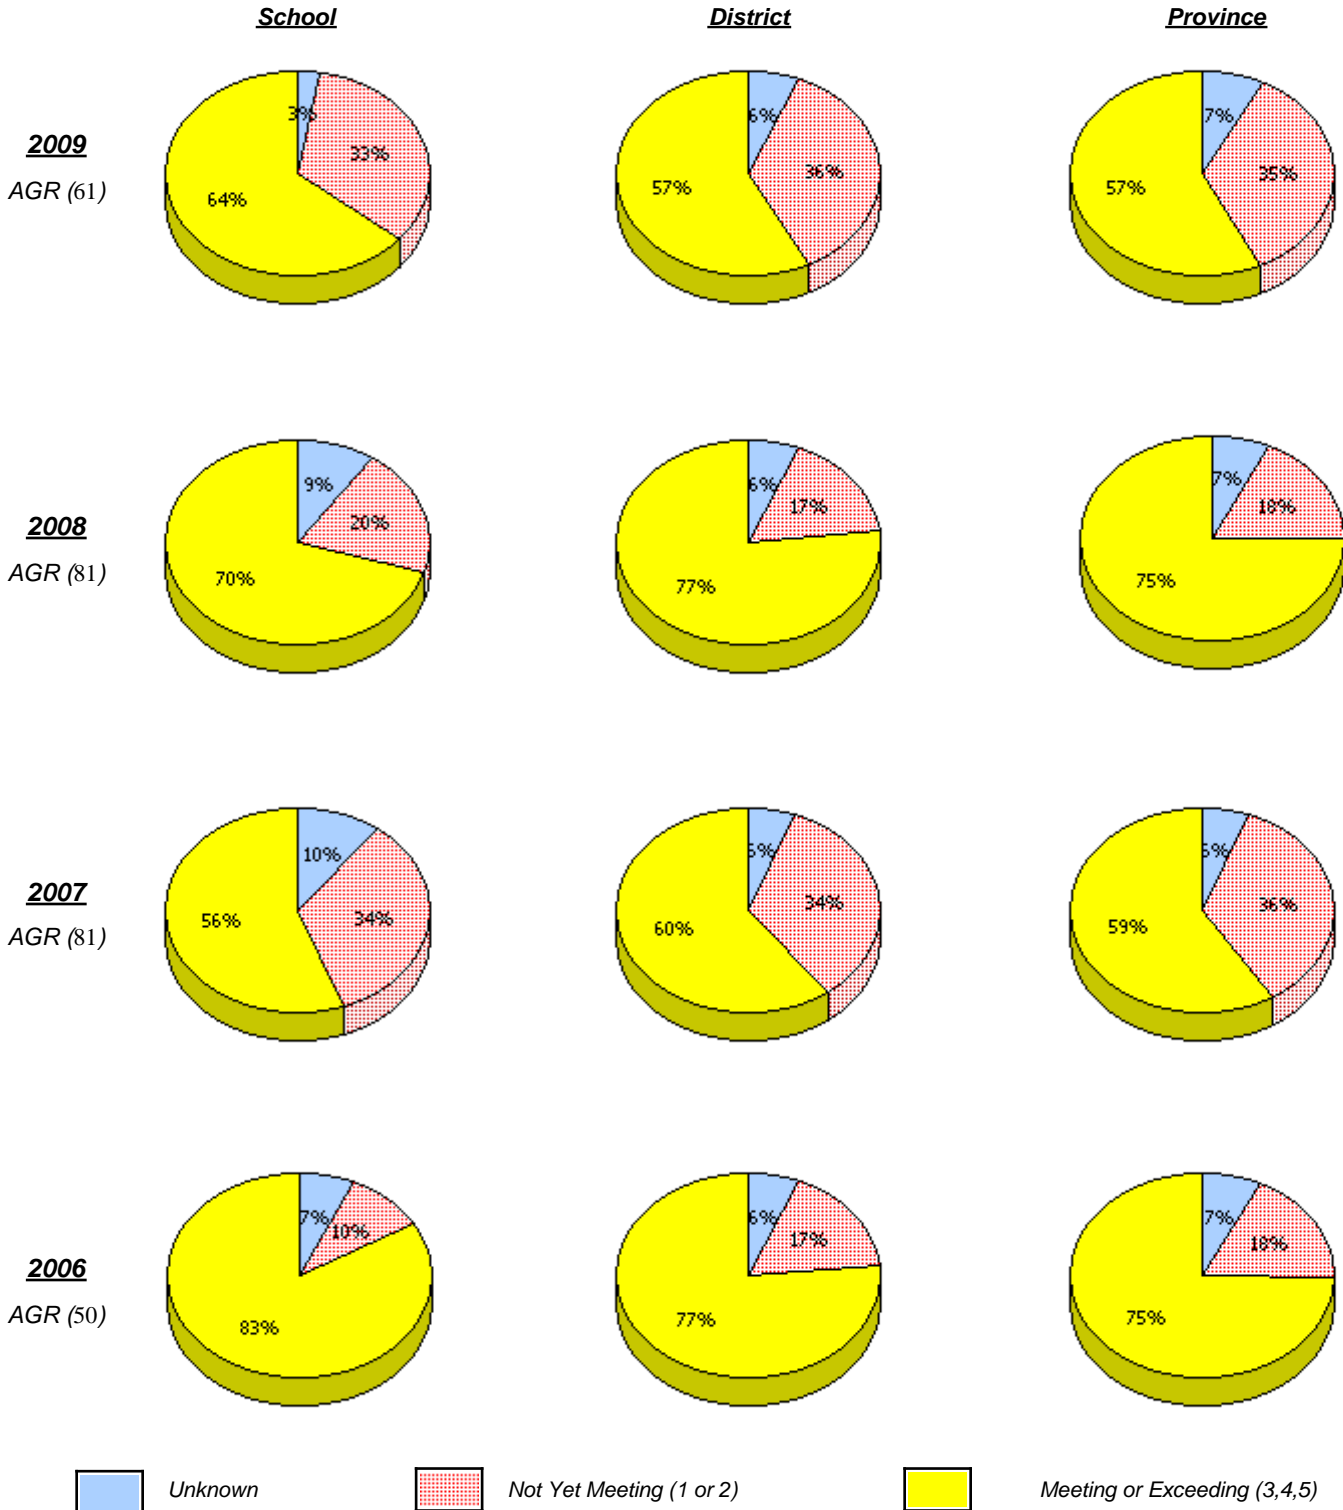 School District Province
2009
AGR (61)
3% 33% 64%
6% 36% 57%
7% 35% 57%
2008
AGR (81)
9% 20% 70%
6% 17% 77%
7% 18% 75%
2007
AGR (81)
10% 34% 56%
34% 60%
36% 59%
2006
AGR (50)
7% 10% 83%
6% 17% 77%
7% 18% 75%
Unknown Not Yet Meeting (1 or 2) Meeting or Exceeding (3,4,5)